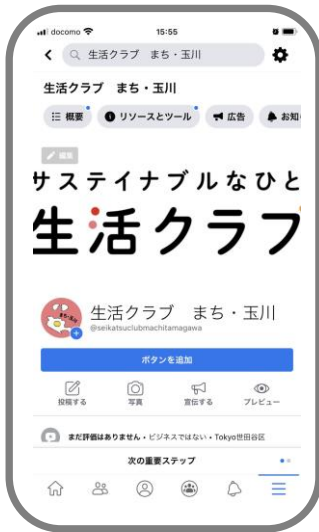 docomo 15:55
生活クラブ まち・玉川
生活クラブ まち・玉川
概要 リソースとツール 広告 お知
編集
サステイナブルなひと
生活クラブ
生活クラブ まち・玉川
@seikatsuclubmachitamagawa
ボタンを追加
投稿する 写真 宣伝する プレビュー
まだ評価はありません・ビジネスではない・Tokyo世田谷区
次の重要ステップ